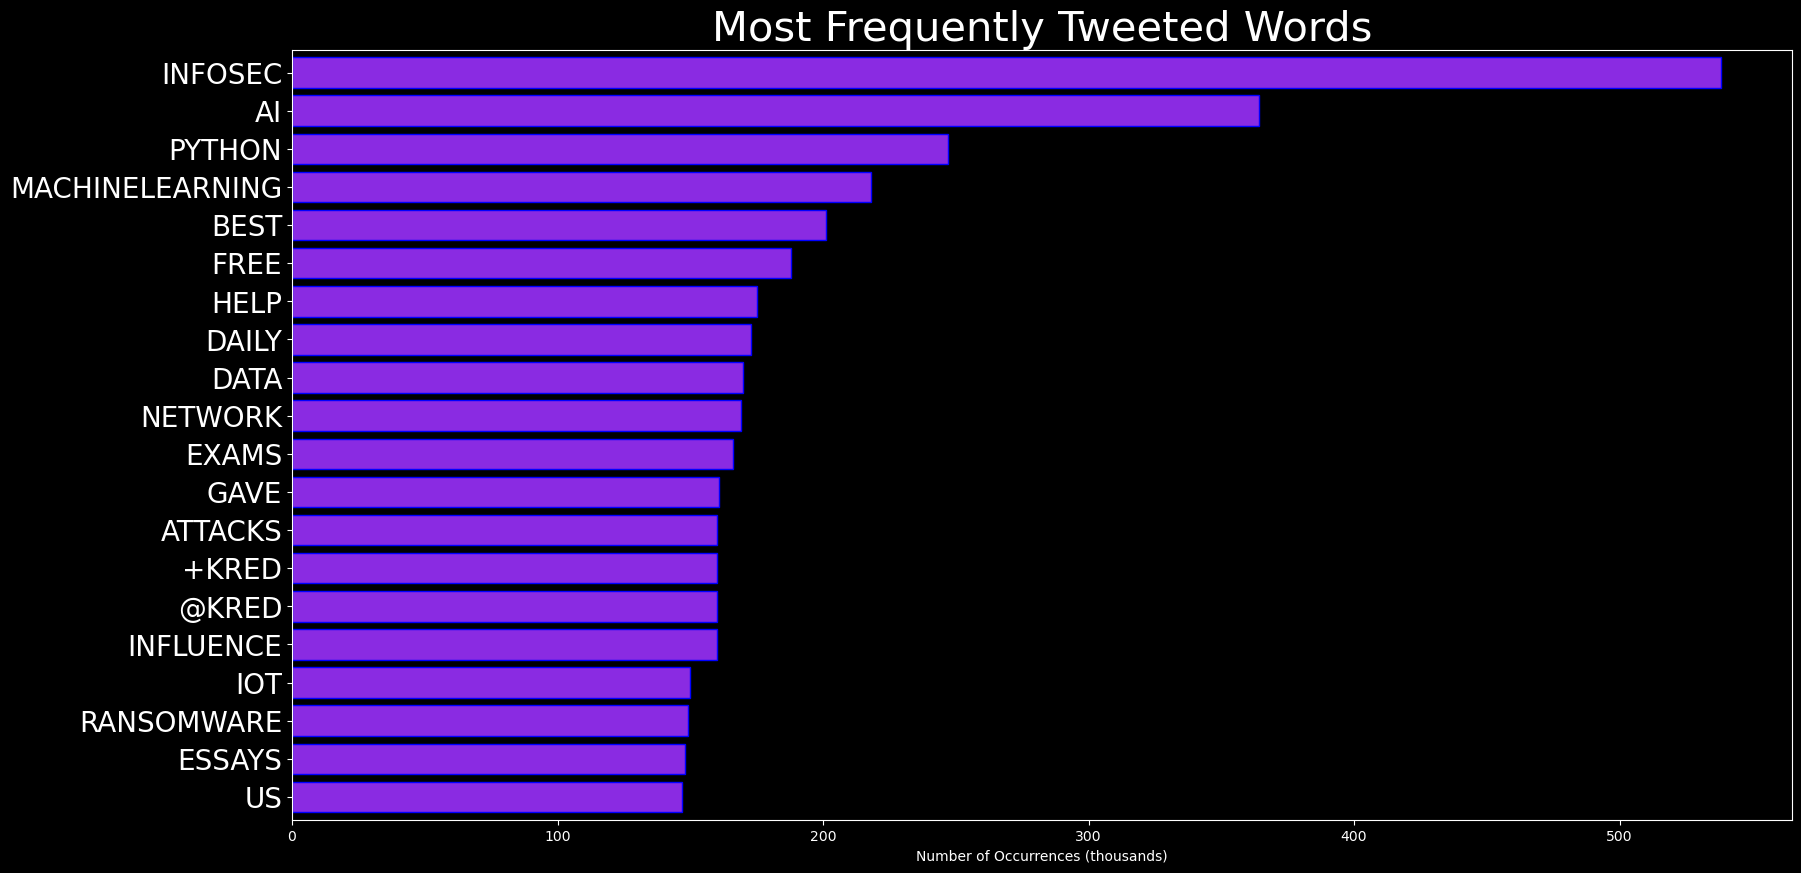 Most Frequently Tweeted Words
INFOSEC
AI
PYTHON
MACHINELEARNING
BEST
FREE
HELP
DAILY
DATA
NETWORK
EXAMS
GAVE
ATTACKS
+KRED
@KRED
INFLUENCE
IOT
RANSOMWARE
ESSAYS
US
0 100 200 300 400 500
Number of Occurrences (thousands)